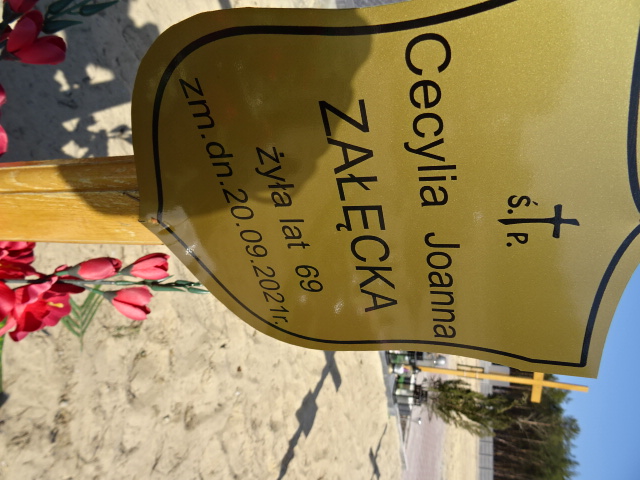 ś. P.
Cecylia Joanna
ZAŁĘCKA
żyła lat 69
zm.dn.20.09.2021r.